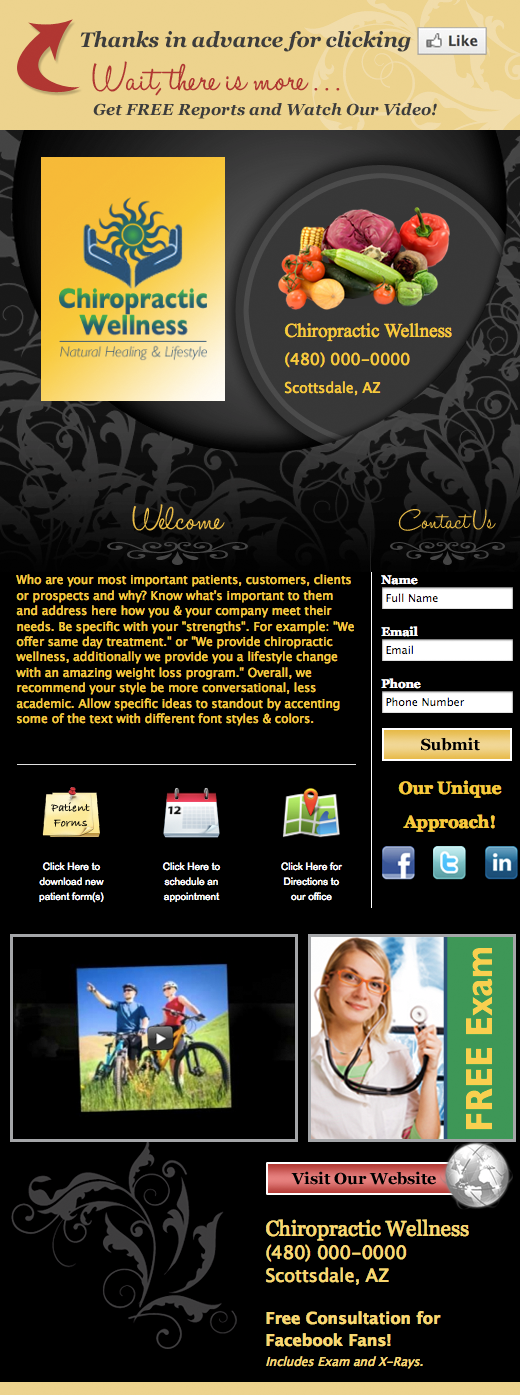 Thanks in advance for clicking Like
Wait, there is more . . .
Get FREE Reports and Watch Our Video!
Chiropractic
Wellness
Natural Healing & Lifestyle
Chiropractic Wellness
(480) 000-0000
Scottsdale, AZ
Welcome
Who are your most important patients, customers, clients
or prospects and why? Know what's important to them
and address here how you & your company meet their
needs. Be specific with your "strengths". For example: "We
offer same day treatment." or "We provide chiropractic
wellness, additionally we provide you a lifestyle change
with an amazing weight loss program." Overall, we
recommend your style be more conversational, less
academic. Allow specific ideas to standout by accenting
some of the text with different font styles & colors.
Patient
Forms
Click Here to
download new
patient form(s)
12
Click Here to
schedule an
appointment
Click Here for
Directions to
our office
Contact Us
Name
Full Name
Email
Email
Phone
Phone Number
Submit
Our Unique
Approach!
f
t
in
FREE Exam
Visit Our Website
Chiropractic Wellness
(480) 000-0000
Scottsdale, AZ
Free Consultation for
Facebook Fans!
Includes Exam and X-Rays.